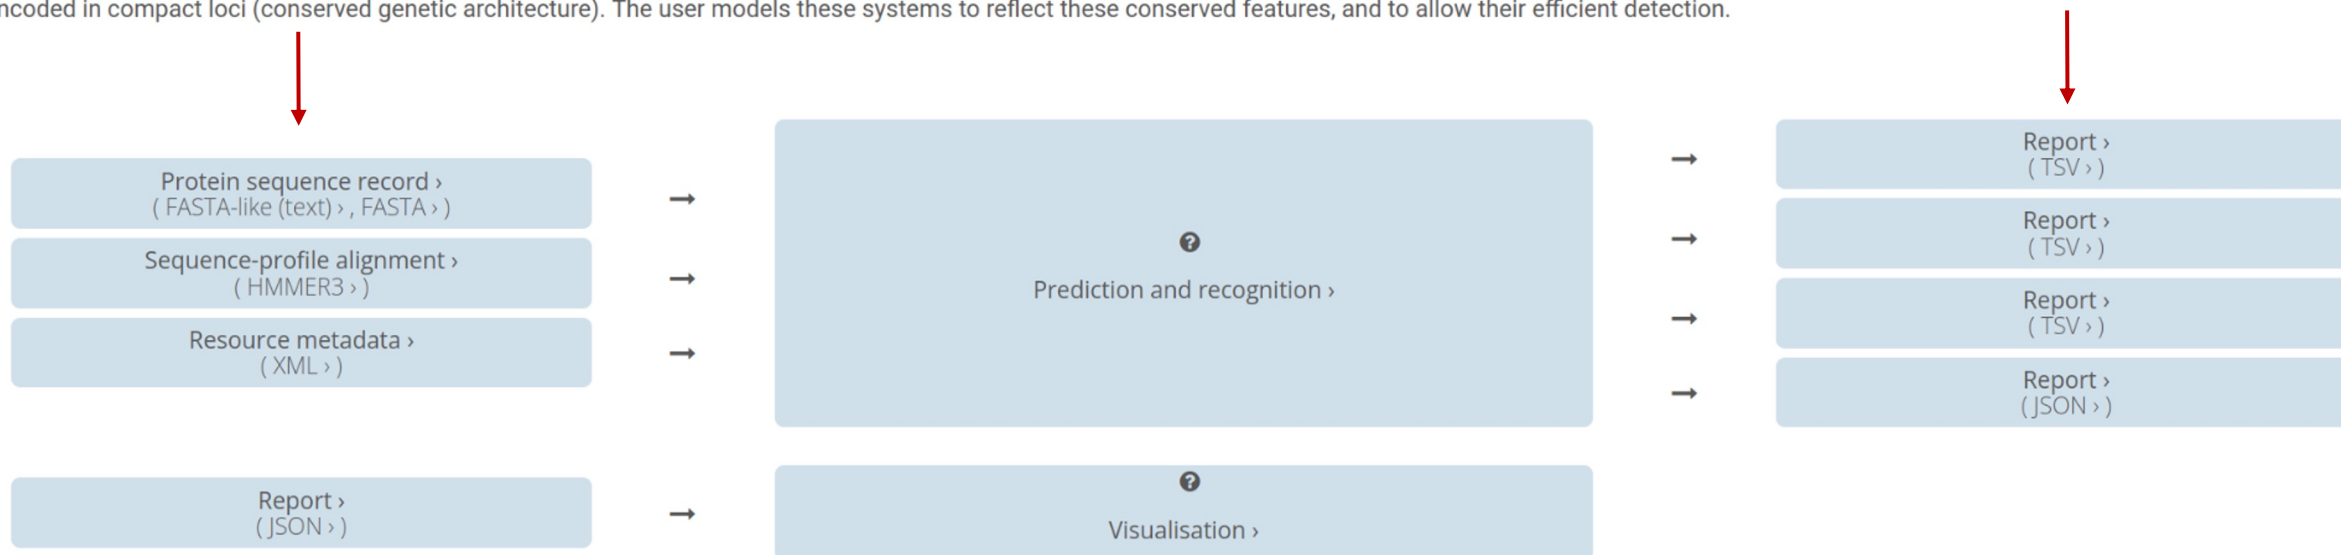 ncoded in compact loci (conserved genetic architecture). The user models these systems to reflect these conserved features, and to allow their efficient detection.
Protein sequence record ›
( FASTA-like (text) › , FASTA › )
Sequence-profile alignment ›
( HMMER3 › )
Resource metadata ›
( XML › )
?
Prediction and recognition ›
Report ›
( TSV › )
Report ›
( TSV › )
Report ›
( TSV › )
Report ›
( JSON › )
Report ›
( JSON › )
?
Visualisation ›